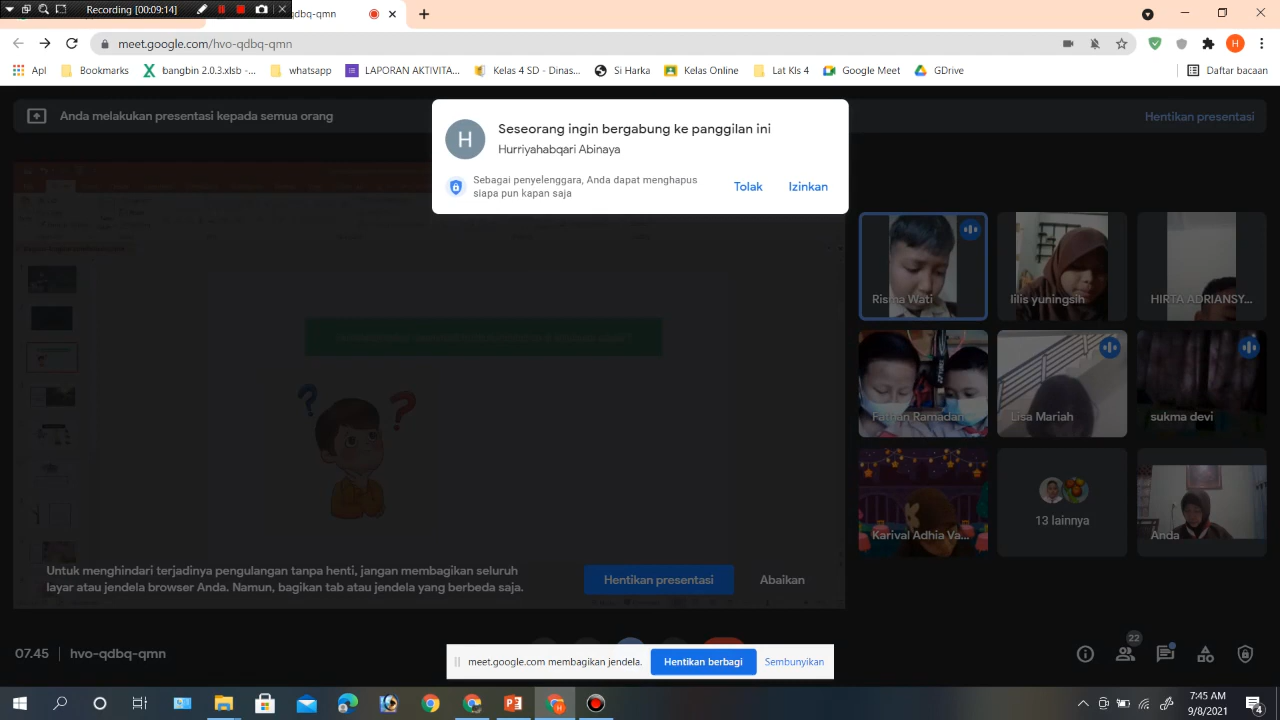 Recording [00:09:14]
dbq-qmn
meet.google.com/hvo-qdbq-qmn
Apl
Bookmarks
bangbin 2.0.3.xlsb -...
whatsapp
LAPORAN AKTIVITA...
Kelas 4 SD - Dinas...
Si Harka
Kelas Online
Lat Kls 4
Google Meet
GDrive
Daftar bacaan
Anda melakukan presentasi kepada semua orang
Hentikan presentasi
H
Seseorang ingin bergabung ke panggilan ini
Hurriyahabqari Abinaya
Sebagai penyelenggara, Anda dapat menghapus
siapa pun kapan saja
Tolak
Izinkan
Risma Wati
lilis yuningsih
HIRTA ADRIANSY...
Farhan Ramadan...
Lisa Mariah
sukma devi
Karival Adhia Va...
13 lainnya
Anda
Untuk menghindari terjadinya pengulangan tanpa henti, jangan membagikan seluruh
layar atau jendela browser Anda. Namun, bagikan tab atau jendela yang berbeda saja.
Hentikan presentasi
Abaikan
07.45
hvo-qdbq-qmn
meet.google.com membagikan jendela.
Hentikan berbagi
Sembunyikan
22
7:45 AM
9/8/2021
4